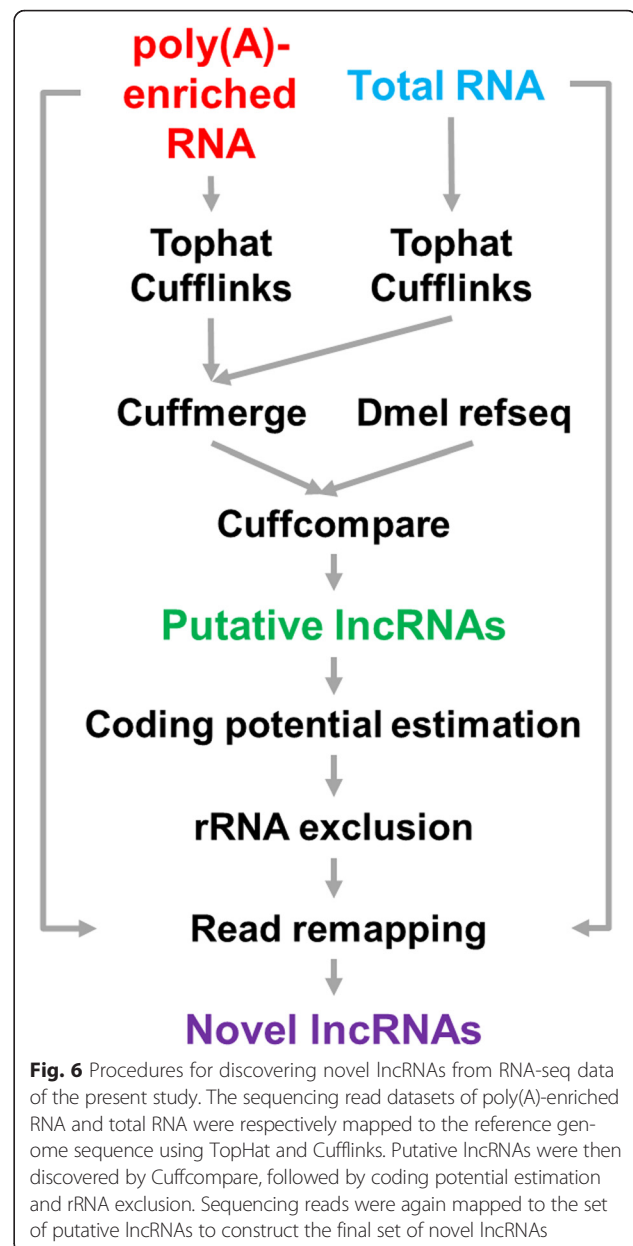 poly(A)-
enriched
RNA
Total RNA
Tophat
Cufflinks
Tophat
Cufflinks
Cuffmerge
Dmel refseq
Cuffcompare
Putative lncRNAs
Coding potential estimation
rRNA exclusion
Read remapping
Novel lncRNAs
Fig. 6 Procedures for discovering novel lncRNAs from RNA-seq data
of the present study. The sequencing read datasets of poly(A)-enriched
RNA and total RNA were respectively mapped to the reference gen-
ome sequence using TopHat and Cufflinks. Putative lncRNAs were then
discovered by Cuffcompare, followed by coding potential estimation
and rRNA exclusion. Sequencing reads were again mapped to the set
of putative lncRNAs to construct the final set of novel lncRNAs